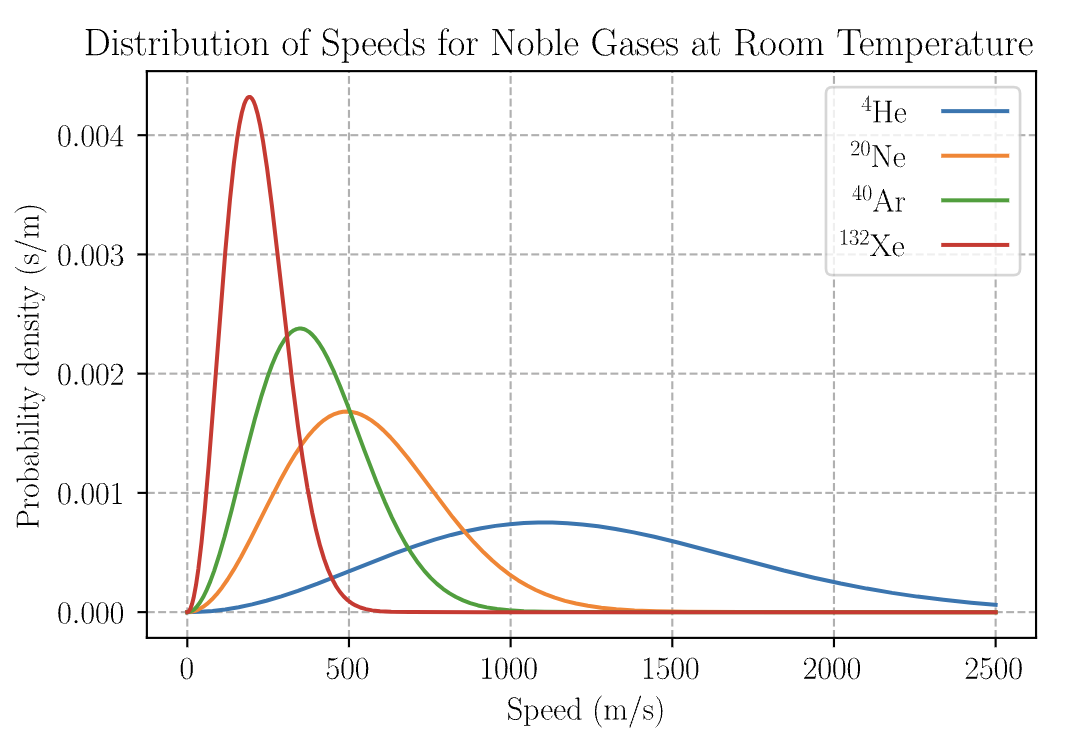 Distribution of Speeds for Noble Gases at Room Temperature
0.004
0.003
0.002
0.001
0.000
Probability density (s/m)
⁴He
²⁰Ne
⁴⁰Ar
¹³²Xe
0 500 1000 1500 2000 2500
Speed (m/s)